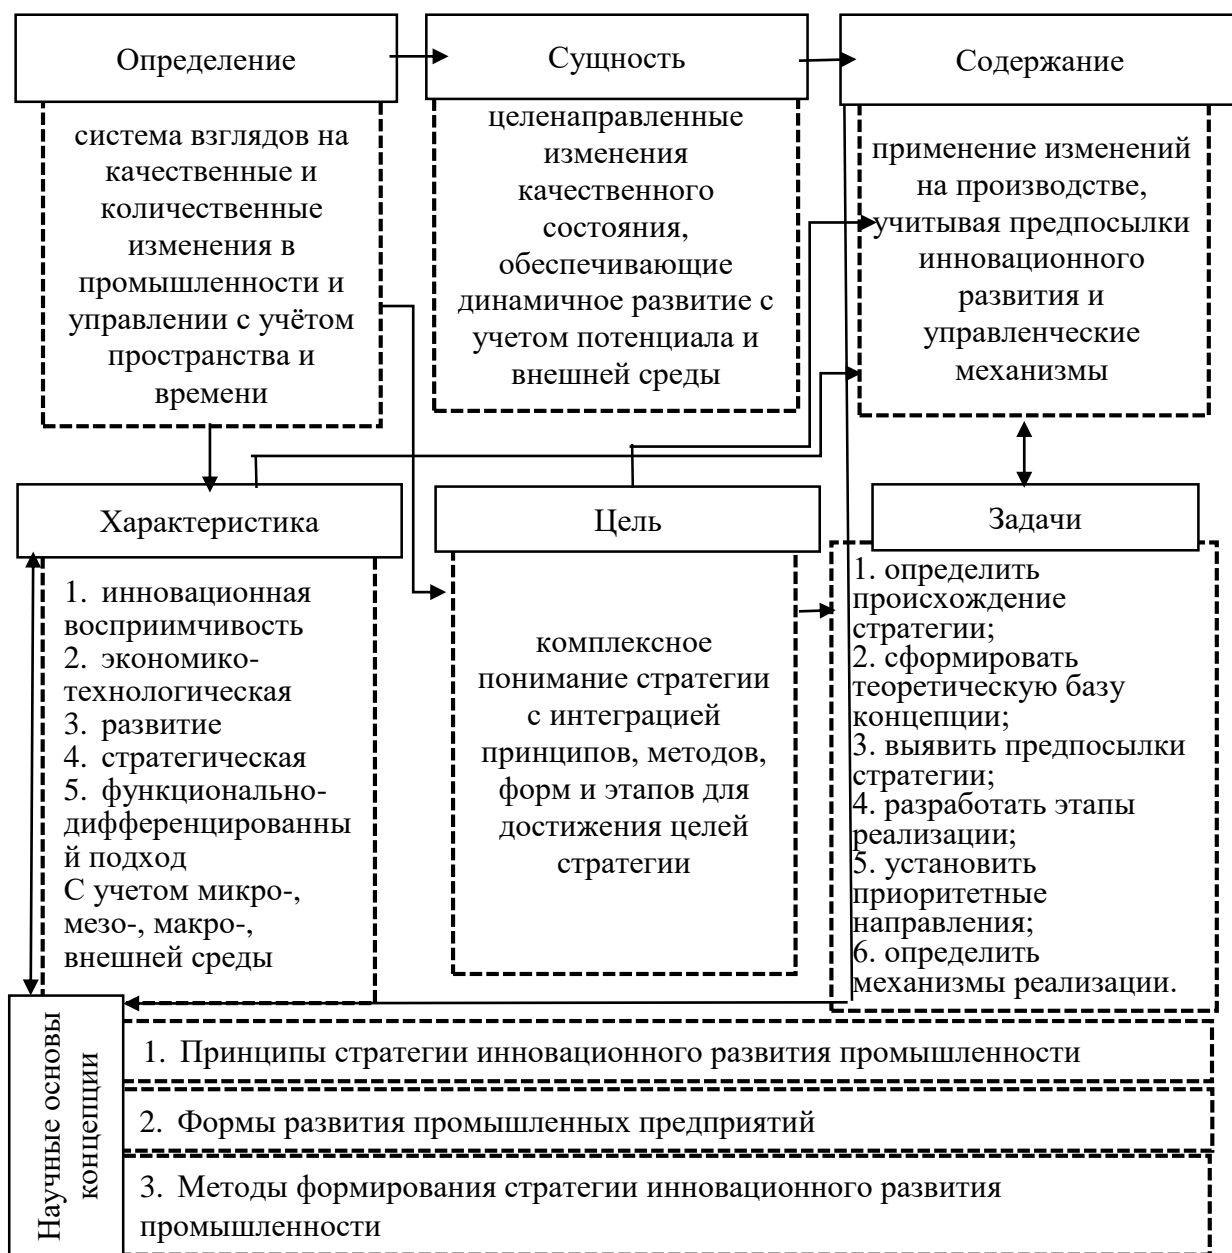 Определение
Сущность
Содержание
система взглядов на
качественные и
количественные
изменения в
промышленности и
управлении с учётом
пространства и
времени
целенаправленные
изменения
качественного
состояния,
обеспечивающие
динамичное развитие с
учетом потенциала и
внешней среды
применение изменений
на производстве,
учитывая предпосылки
инновационного
развития и
управленческие
механизмы
Характеристика
Цель
Задачи
1. инновационная
восприимчивость
2. экономико-
технологическая
3. развитие
4. стратегическая
5. функционально-
дифференцированны
й подход
С учетом микро-,
мезо-, макро-,
внешней среды
комплексное
понимание стратегии
с интеграцией
принципов, методов,
форм и этапов для
достижения целей
стратегии
1. определить
происхождение
стратегии;
2. сформировать
теоретическую базу
концепции;
3. выявить предпосылки
стратегии;
4. разработать этапы
реализации;
5. установить
приоритетные
направления;
6. определить
механизмы реализации.
Научные основы
концепции
1. Принципы стратегии инновационного развития промышленности
2. Формы развития промышленных предприятий
3. Методы формирования стратегии инновационного развития
промышленности